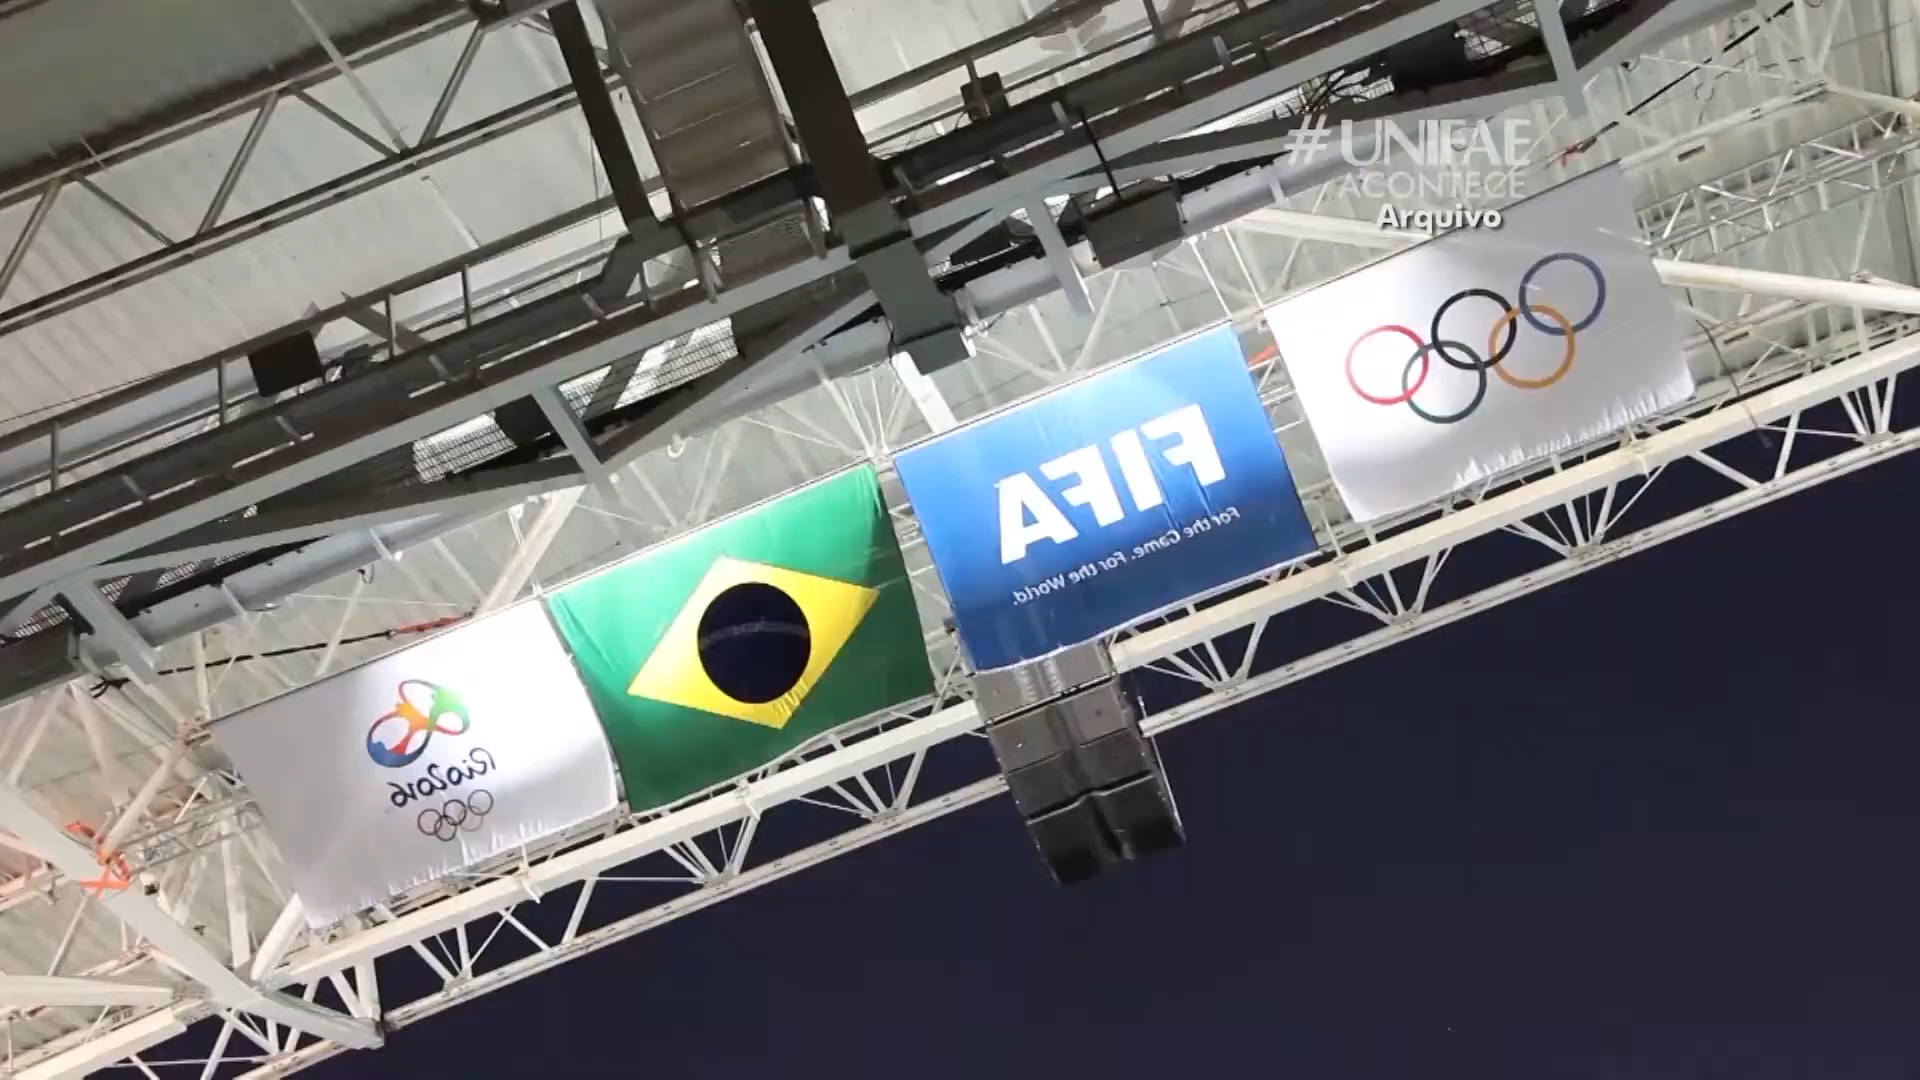 #UNIFAE
ACONTECE
Arquivo
FIFA
For the Game. For the World.
Rio2016